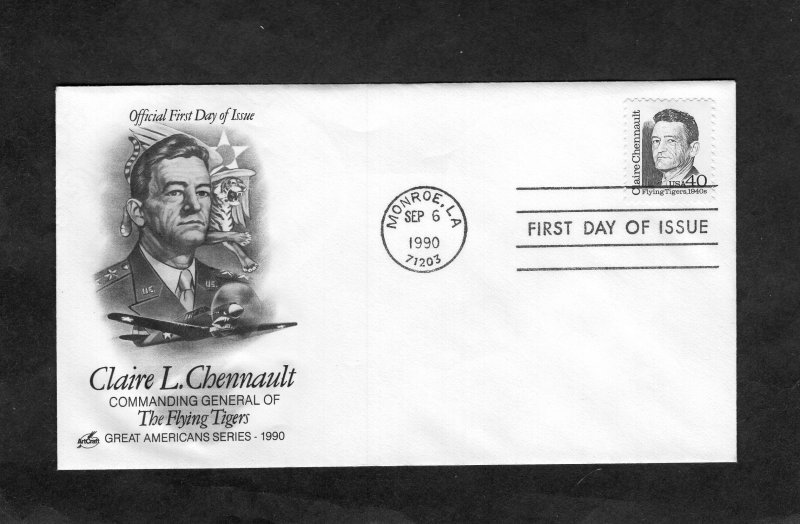 Official First Day of Issue
U.S. U.S.
Claire L. Chennault
COMMANDING GENERAL OF
The Flying Tigers
ArtCraft
GREAT AMERICANS SERIES - 1990
MONROE, LA
SEP 6
1990
71203
Claire Chennault
USA 40
Flying Tigers, 1940s
FIRST DAY OF ISSUE